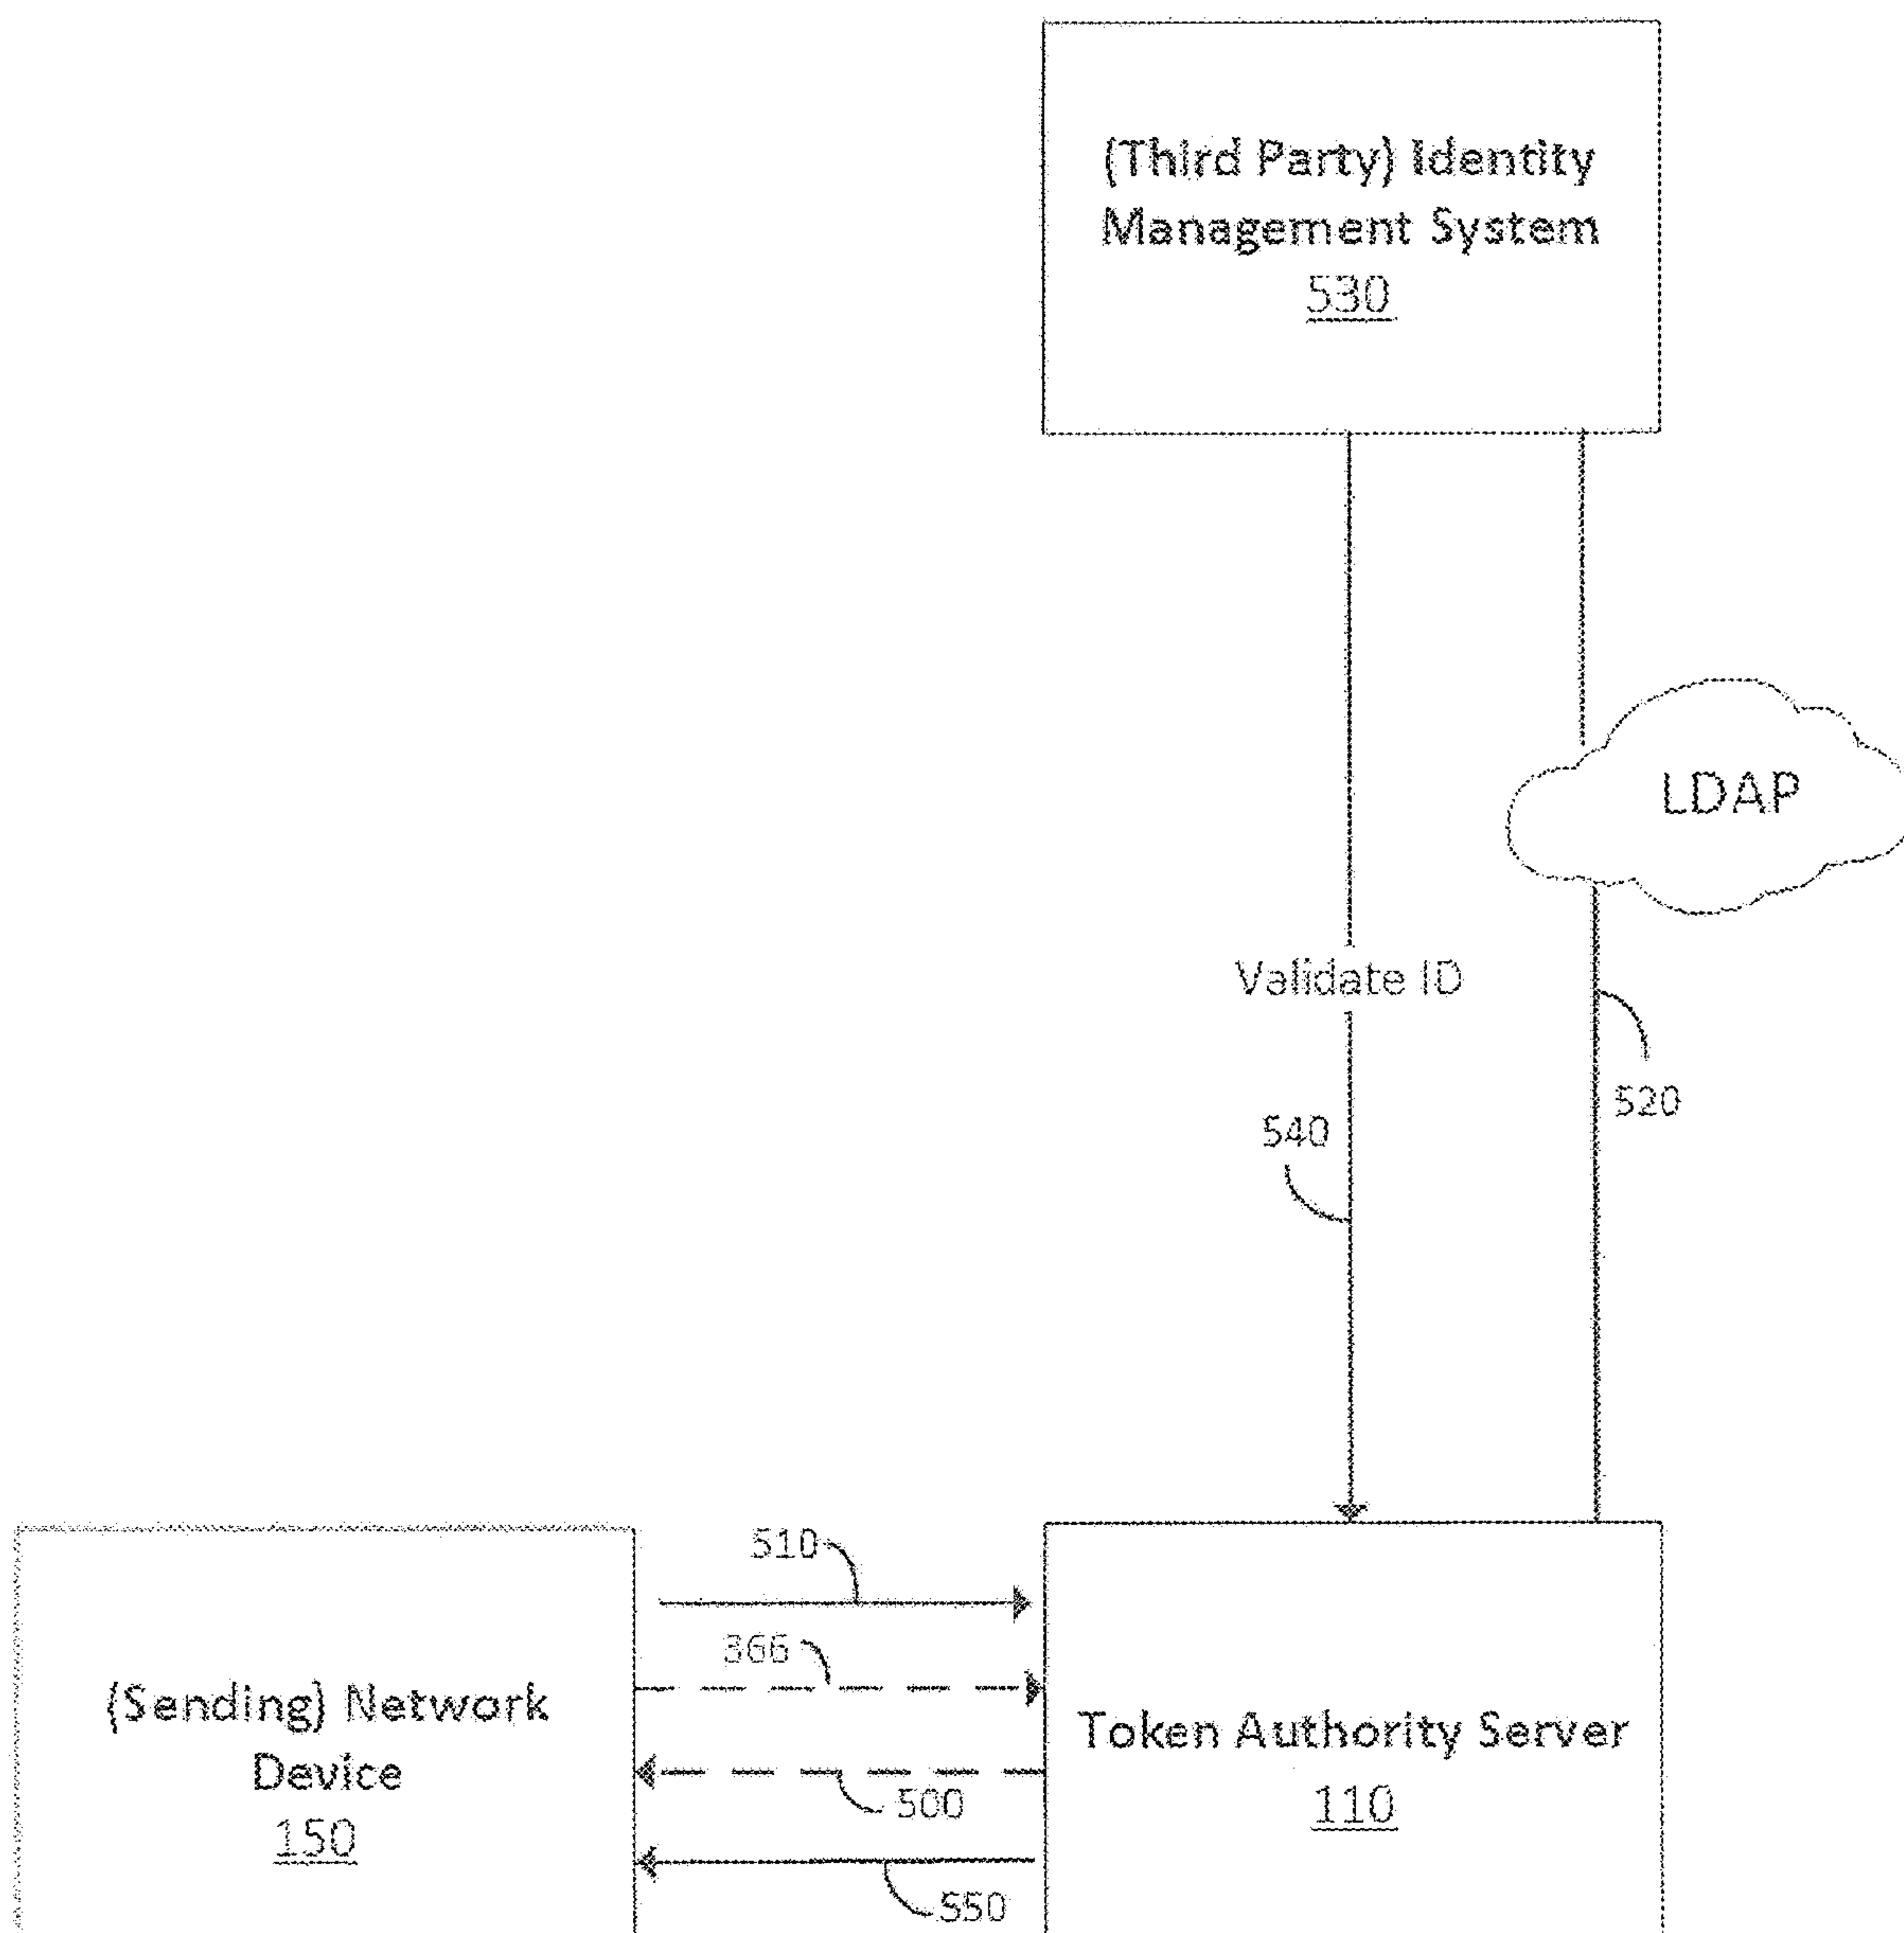 (Third Party) Identity
Management System
530
LDAP
Validate ID
520
540
510
366
(Sending) Network
Device
150
Token Authority Server
110
500
550